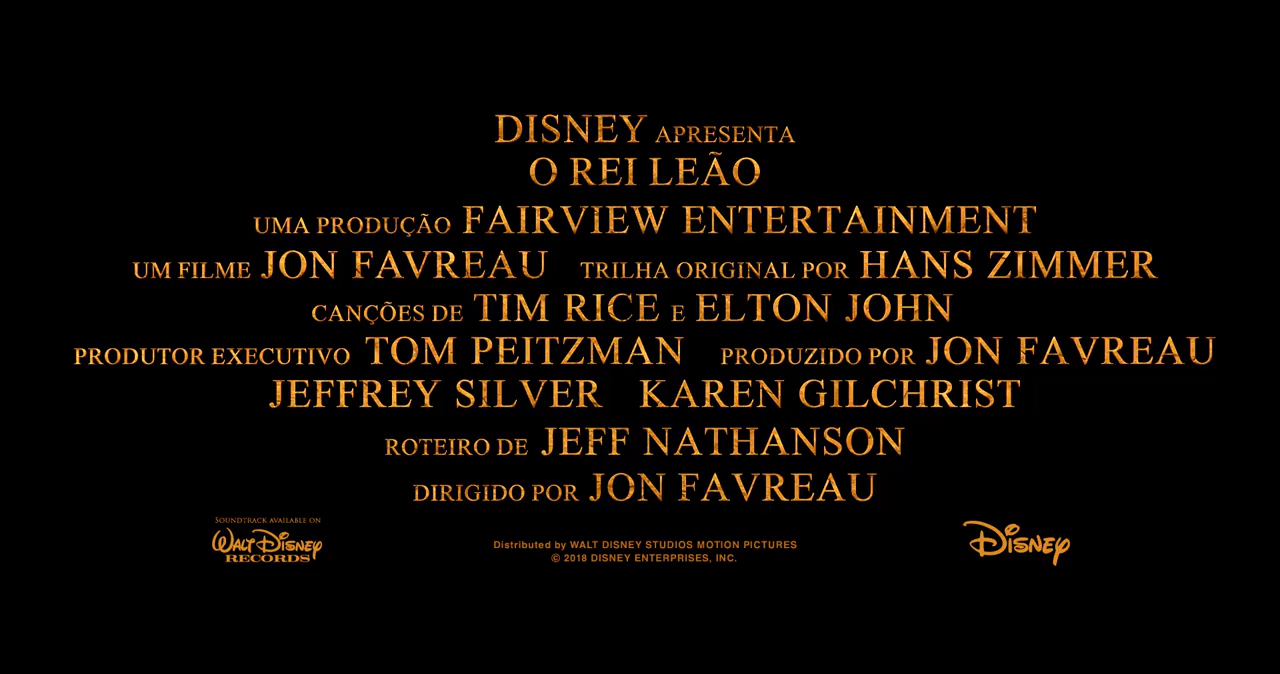 DISNEY APRESENTA
O REI LEÃO
UMA PRODUÇÃO FAIRVIEW ENTERTAINMENT
UM FILME JON FAVREAU TRILHA ORIGINAL POR HANS ZIMMER
CANÇÕES DE TIM RICE E ELTON JOHN
PRODUTOR EXECUTIVO TOM PEITZMAN PRODUZIDO POR JON FAVREAU
JEFFREY SILVER KAREN GILCHRIST
ROTEIRO DE JEFF NATHANSON
DIRIGIDO POR JON FAVREAU
SOUNDTRACK AVAILABLE ON
WALT DISNEY
RECORDS
Distributed by WALT DISNEY STUDIOS MOTION PICTURES
© 2018 DISNEY ENTERPRISES, INC.
DISNEY